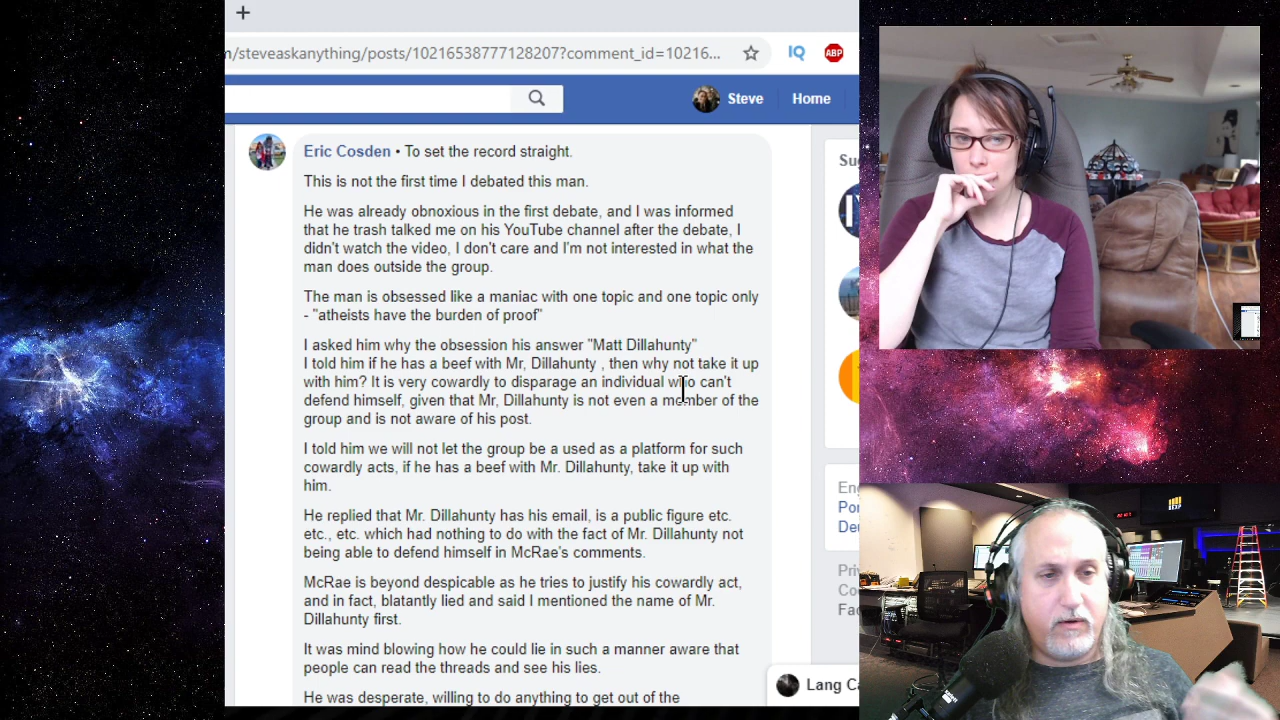 m/steveaskanything/posts/10216538777128207?comment_id=10216...
IQ
ABP
Steve
Home
Eric Cosden • To set the record straight.
This is not the first time I debated this man.
He was already obnoxious in the first debate, and I was informed
that he trash talked me on his YouTube channel after the debate, I
didn't watch the video, I don't care and I'm not interested in what the
man does outside the group.
The man is obsessed like a maniac with one topic and one topic only
- "atheists have the burden of proof"
I asked him why the obsession his answer "Matt Dillahunty"
I told him if he has a beef with Mr, Dillahunty , then why not take it up
with him? It is very cowardly to disparage an individual who can't
defend himself, given that Mr, Dillahunty is not even a member of the
group and is not aware of his post.
I told him we will not let the group be a used as a platform for such
cowardly acts, if he has a beef with Mr. Dillahunty, take it up with
him.
He replied that Mr. Dillahunty has his email, is a public figure etc.
etc., etc. which had nothing to do with the fact of Mr. Dillahunty not
being able to defend himself in McRae's comments.
McRae is beyond despicable as he tries to justify his cowardly act,
and in fact, blatantly lied and said I mentioned the name of Mr.
Dillahunty first.
It was mind blowing how he could lie in such a manner aware that
people can read the threads and see his lies.
He was desperate, willing to do anything to get out of the
Su
Eng
Por
Deu
Priv
Coo
Fac
Lang Ca